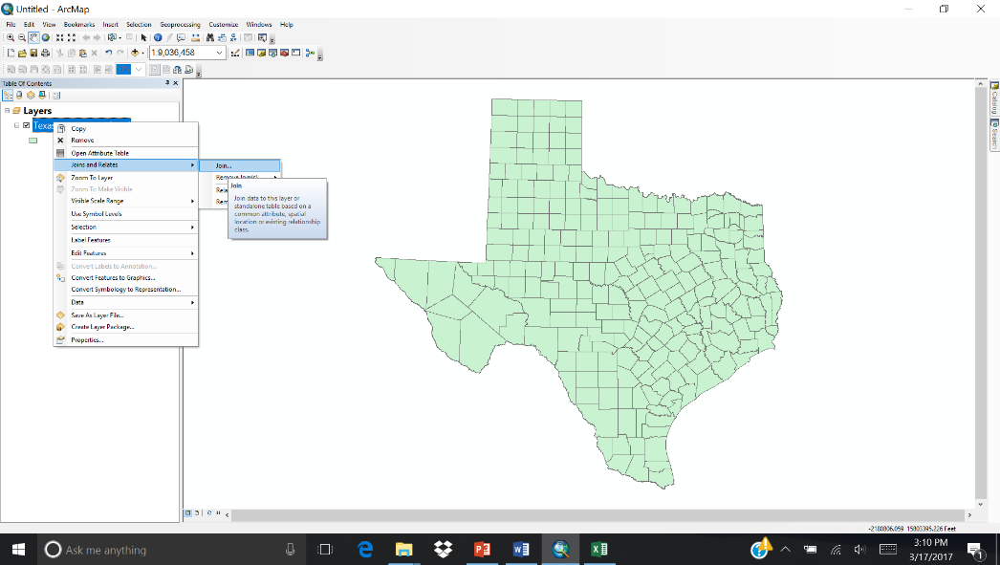 Untitled - ArcMap
File Edit View Bookmarks Insert Selection Geoprocessing Customize Windows Help
1:9,036,458
Table Of Contents
Layers
Texas
Copy
Remove
Open Attribute Table
Joins and Relates
Zoom To Layer
Zoom To Make Visible
Visible Scale Range
Use Symbol Levels
Selection
Label Features
Edit Features
Convert Labels to Annotation...
Convert Features to Graphics...
Convert Symbology to Representation...
Data
Save As Layer File...
Create Layer Package...
Properties...
Join...
Remove Join(s)
Rela
Rem
Join
Join data to this layer or
standalone table based on a
common attribute, spatial
location or existing relationship
class.
Catalog
Search
-2180806.059 15803395.226 Feet
Ask me anything
3:10 PM
3/17/2017
1